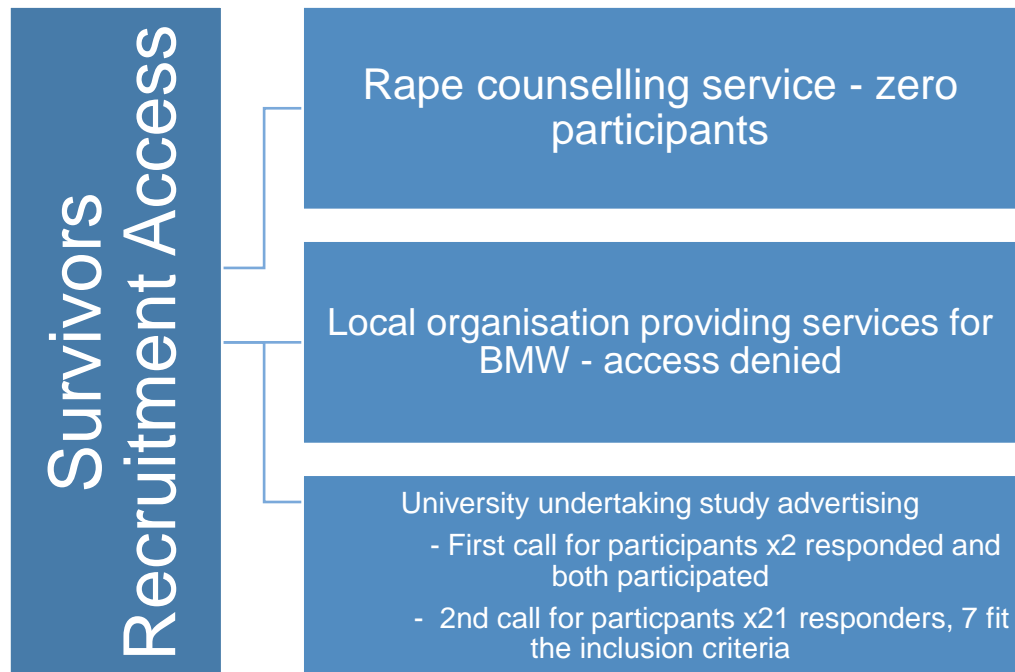 Survivors
Recruitment Access
Rape counselling service - zero
participants
Local organisation providing services for
BMW - access denied
University undertaking study advertising
- First call for participants x2 responded and
both participated
- 2nd call for particpants x21 responders, 7 fit
the inclusion criteria